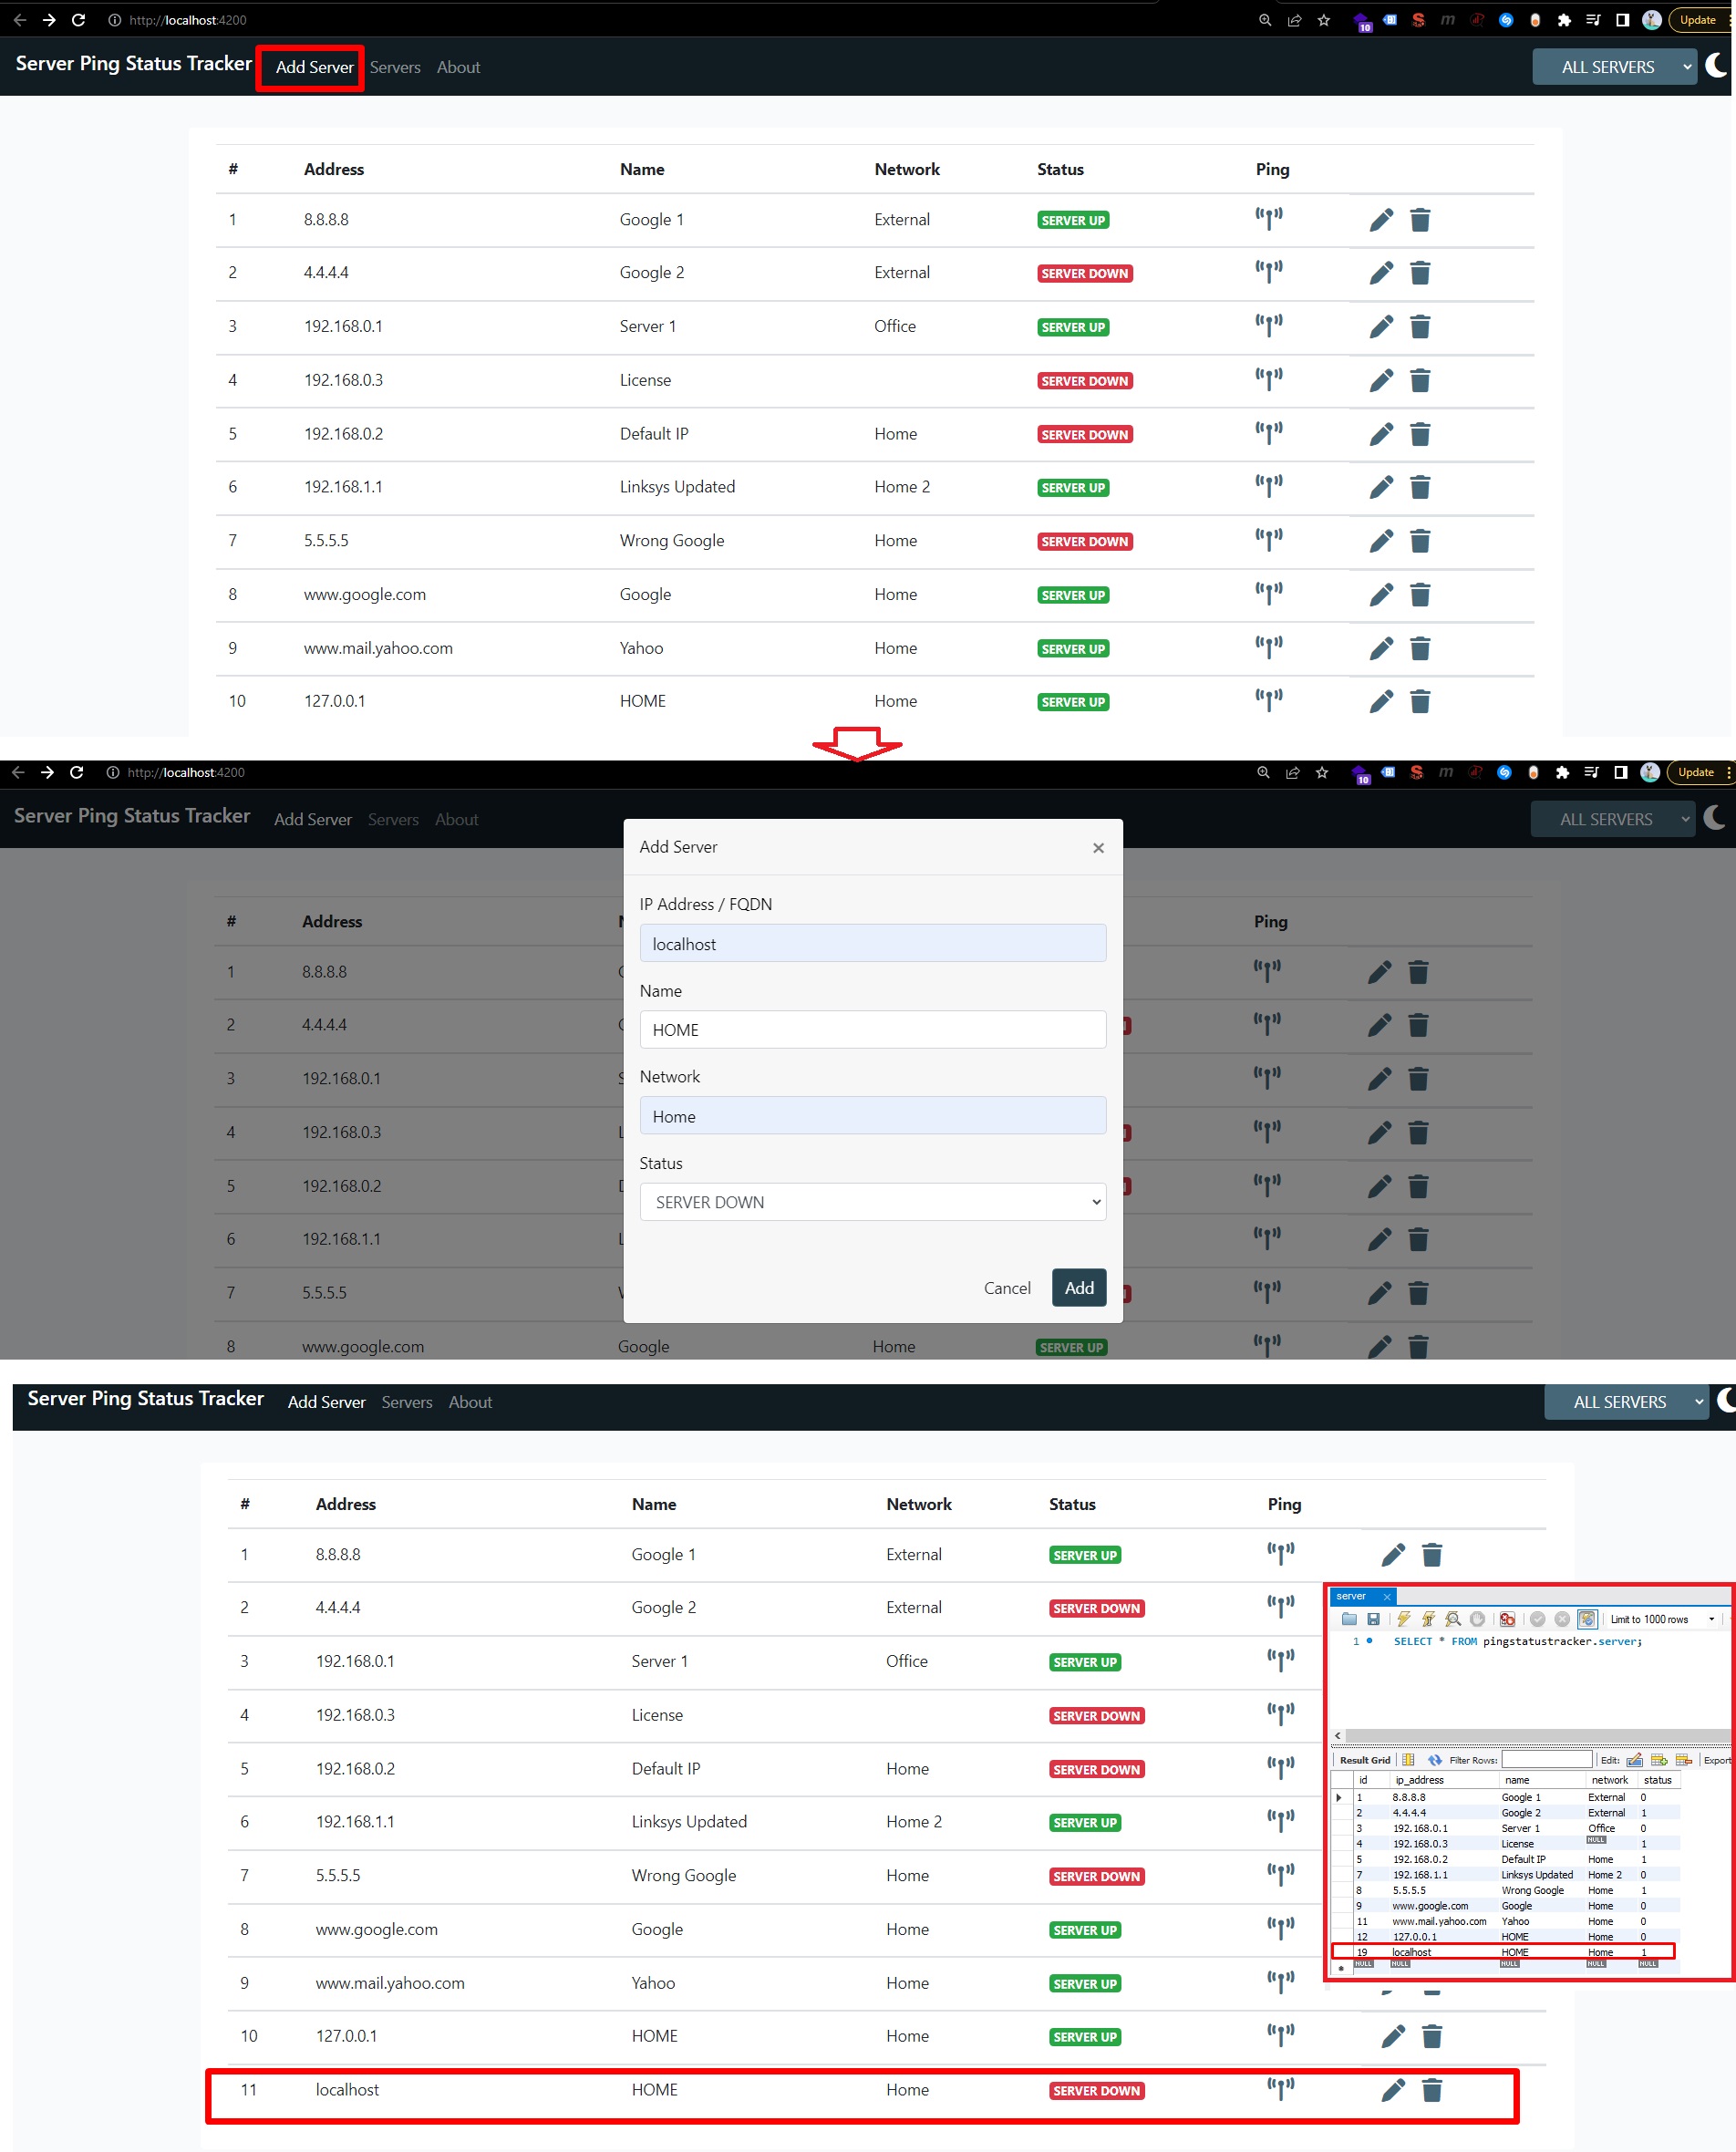 http://localhost:4200
10
Update
Server Ping Status Tracker Add Server Servers About ALL SERVERS
# Address Name Network Status Ping
1 8.8.8.8 Google 1 External SERVER UP
2 4.4.4.4 Google 2 External SERVER DOWN
3 192.168.0.1 Server 1 Office SERVER UP
4 192.168.0.3 License SERVER DOWN
5 192.168.0.2 Default IP Home SERVER DOWN
6 192.168.1.1 Linksys Updated Home 2 SERVER UP
7 5.5.5.5 Wrong Google Home SERVER DOWN
8 www.google.com Google Home SERVER UP
9 www.mail.yahoo.com Yahoo Home SERVER UP
10 127.0.0.1 HOME Home SERVER UP
http://localhost:4200
10
Update
Server Ping Status Tracker Add Server Servers About ALL SERVERS
# Address Ping
1 8.8.8.8
2 4.4.4.4
3 192.168.0.1
4 192.168.0.3
5 192.168.0.2
6 192.168.1.1
7 5.5.5.5
8 www.google.com Google Home SERVER UP
Add Server
IP Address / FQDN
localhost
Name
HOME
Network
Home
Status
SERVER DOWN
Cancel Add
Server Ping Status Tracker Add Server Servers About ALL SERVERS
# Address Name Network Status Ping
1 8.8.8.8 Google 1 External SERVER UP
2 4.4.4.4 Google 2 External SERVER DOWN
3 192.168.0.1 Server 1 Office SERVER UP
4 192.168.0.3 License SERVER DOWN
5 192.168.0.2 Default IP Home SERVER DOWN
6 192.168.1.1 Linksys Updated Home 2 SERVER UP
7 5.5.5.5 Wrong Google Home SERVER DOWN
8 www.google.com Google Home SERVER UP
9 www.mail.yahoo.com Yahoo Home SERVER UP
10 127.0.0.1 HOME Home SERVER UP
11 localhost HOME Home SERVER DOWN
server
Limit to 1000 rows
1 SELECT * FROM pingstatustracker.server;
Result Grid Filter Rows: Edit: Export
id ip_address name network status
1 8.8.8.8 Google 1 External 0
2 4.4.4.4 Google 2 External 1
3 192.168.0.1 Server 1 Office 0
4 192.168.0.3 License NULL 1
5 192.168.0.2 Default IP Home 1
7 192.168.1.1 Linksys Updated Home 2 0
8 5.5.5.5 Wrong Google Home 1
9 www.google.com Google Home 0
11 www.mail.yahoo.com Yahoo Home 0
12 127.0.0.1 HOME Home 0
19 localhost HOME Home 1
* NULL NULL NULL NULL NULL